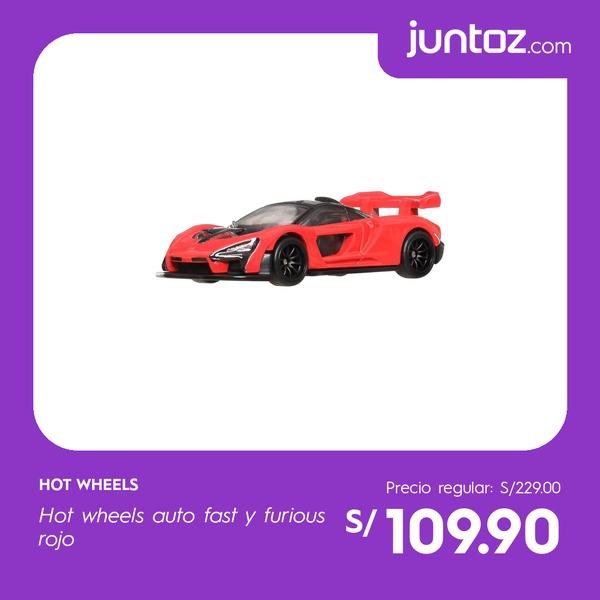 juntoz.com
HOT WHEELS
Hot wheels auto fast y furious
rojo
Precio regular: S/229.00
S/109.90